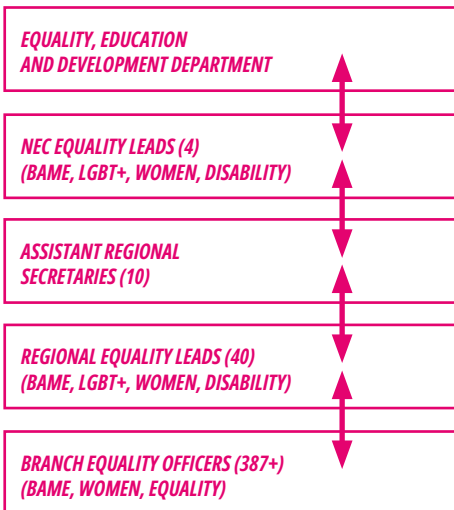 EQUALITY, EDUCATION
AND DEVELOPMENT DEPARTMENT
NEC EQUALITY LEADS (4)
(BAME, LGBT+, WOMEN, DISABILITY)
ASSISTANT REGIONAL
SECRETARIES (10)
REGIONAL EQUALITY LEADS (40)
(BAME, LGBT+, WOMEN, DISABILITY)
BRANCH EQUALITY OFFICERS (387+)
(BAME, WOMEN, EQUALITY)